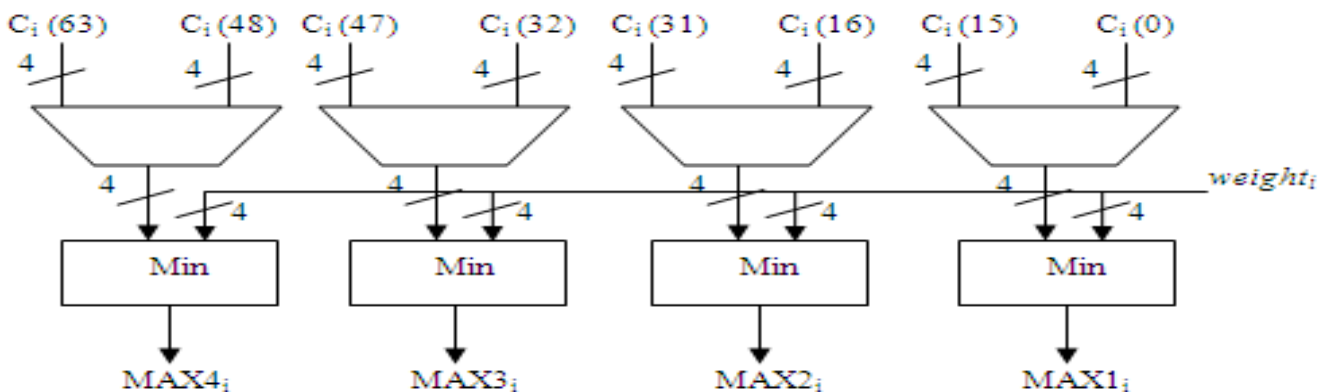 Cᵢ (63) Cᵢ (48) Cᵢ (47) Cᵢ (32) Cᵢ (31) Cᵢ (16) Cᵢ (15) Cᵢ (0)
4 4 4 4 4 4 4 4
4 4 4 4 weightᵢ
4 4 4 4
Min Min Min Min
MAX4ᵢ MAX3ᵢ MAX2ᵢ MAX1ᵢ